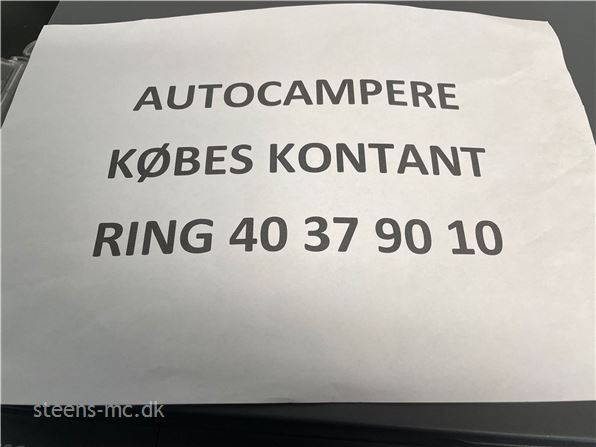 AUTOCAMPERE
KØBES KONTANT
RING 40 37 90 10
steens-mc.dk